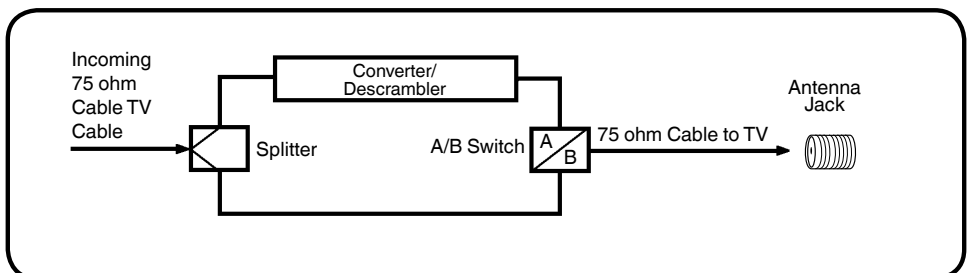 Incoming
75 ohm
Cable TV
Cable
Splitter
Converter/
Descrambler
A/B Switch
A
B
75 ohm Cable to TV
Antenna
Jack